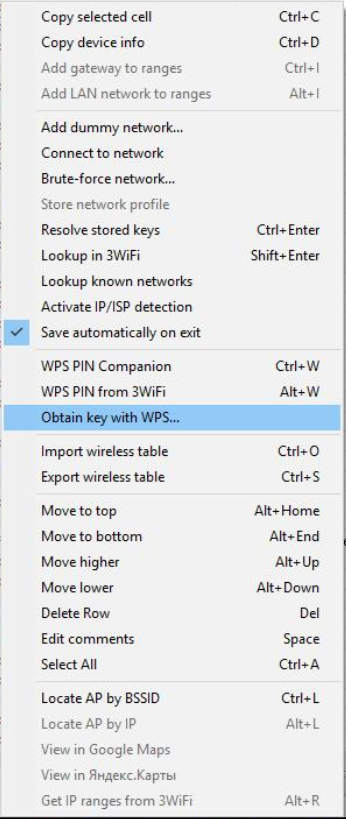 Copy selected cell Ctrl+C
Copy device info Ctrl+D
Add gateway to ranges Ctrl+I
Add LAN network to ranges Alt+I
Add dummy network...
Connect to network
Brute-force network...
Store network profile
Resolve stored keys Ctrl+Enter
Lookup in 3WiFi Shift+Enter
Lookup known networks
Activate IP/ISP detection
Save automatically on exit
WPS PIN Companion Ctrl+W
WPS PIN from 3WiFi Alt+W
Obtain key with WPS...
Import wireless table Ctrl+O
Export wireless table Ctrl+S
Move to top Alt+Home
Move to bottom Alt+End
Move higher Alt+Up
Move lower Alt+Down
Delete Row Del
Edit comments Space
Select All Ctrl+A
Locate AP by BSSID Ctrl+L
Locate AP by IP Alt+L
View in Google Maps
View in Яндекс.Карты
Get IP ranges from 3WiFi Alt+R